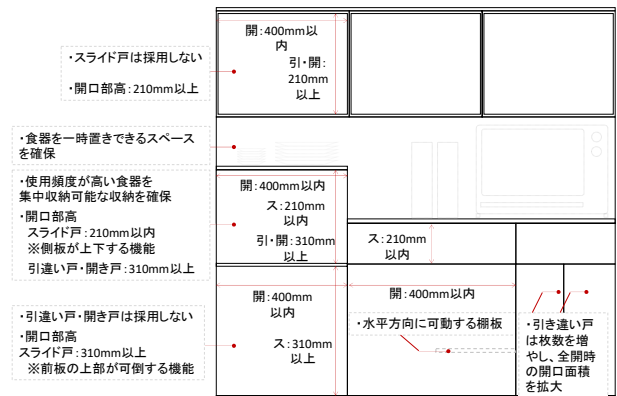 ・スライド戸は採用しない
・開口部高：210mm以上
・食器を一時置きできるスペース
を確保
・使用頻度が高い食器を
集中収納可能な収納を確保
・開口部高
スライド戸：210mm以内
※側板が上下する機能
引違い戸・開き戸：310mm以上
・引違い戸・開き戸は採用しない
・開口部高
スライド戸：310mm以上
※前板の上部が可倒する機能
開：400mm以
内
引・開：
210mm
以上
開：400mm以内
ス：210mm
以内
引・開：310mm
以上
ス：210mm
以内
開：400mm
以内
ス：310mm
以上
開：400mm以内
・水平方向に可動する棚板
・引き違い戸
は枚数を増
やし、全開時
の開口面積
を拡大